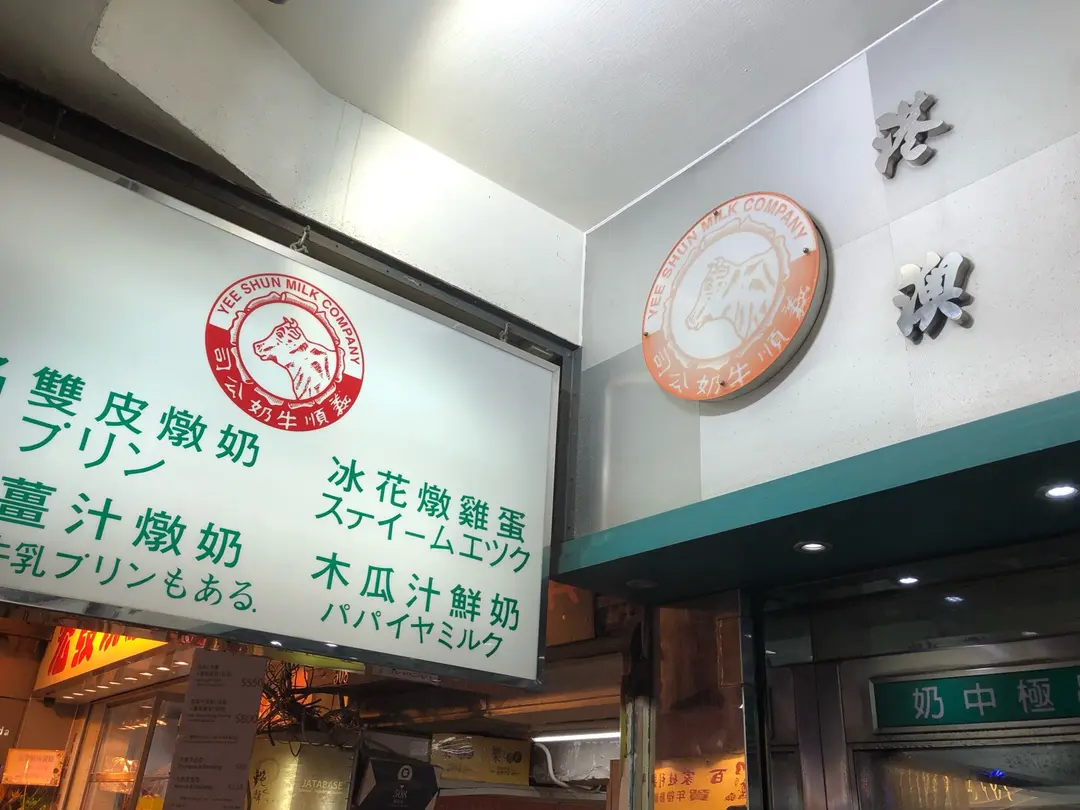 YEE SHUN MILK COMPANY
義順牛奶公司
雙皮燉奶
プリン
薑汁燉奶
牛乳プリンもある.
冰花燉雞蛋
ステイームエツク
木瓜汁鮮奶
パパイヤミルク
YEE SHUN MILK COMPANY
義順牛奶公司
港
澳
奶中極
JATABASE